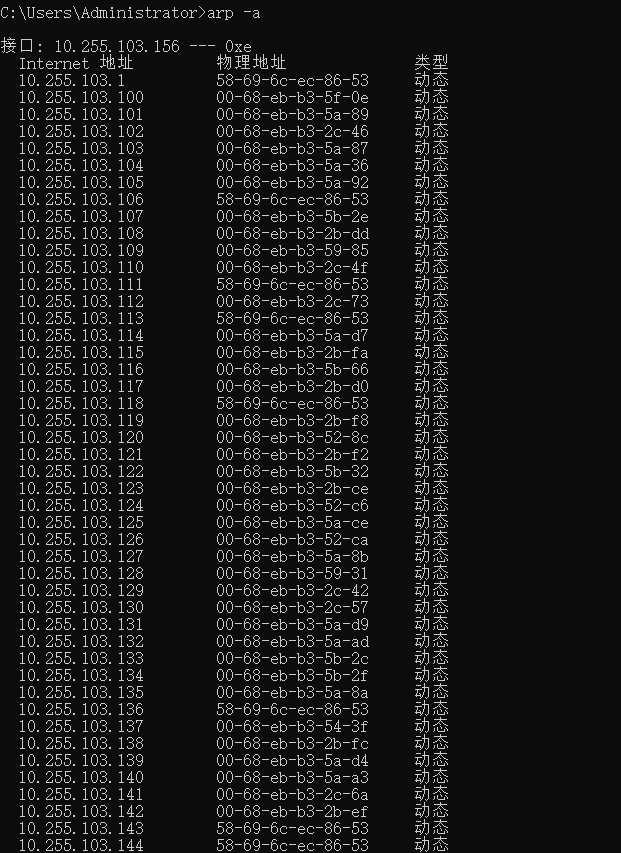 C:\Users\Administrator>arp -a
接口: 10.255.103.156 --- 0xe
Internet 地址 物理地址 类型
10.255.103.1 58-69-6c-ec-86-53 动态
10.255.103.100 00-68-eb-b3-5f-0e 动态
10.255.103.101 00-68-eb-b3-5a-89 动态
10.255.103.102 00-68-eb-b3-2c-46 动态
10.255.103.103 00-68-eb-b3-5a-87 动态
10.255.103.104 00-68-eb-b3-5a-36 动态
10.255.103.105 00-68-eb-b3-5a-92 动态
10.255.103.106 58-69-6c-ec-86-53 动态
10.255.103.107 00-68-eb-b3-5b-2e 动态
10.255.103.108 00-68-eb-b3-2b-dd 动态
10.255.103.109 00-68-eb-b3-59-85 动态
10.255.103.110 00-68-eb-b3-2c-4f 动态
10.255.103.111 58-69-6c-ec-86-53 动态
10.255.103.112 00-68-eb-b3-2c-73 动态
10.255.103.113 58-69-6c-ec-86-53 动态
10.255.103.114 00-68-eb-b3-5a-d7 动态
10.255.103.115 00-68-eb-b3-2b-fa 动态
10.255.103.116 00-68-eb-b3-5b-66 动态
10.255.103.117 00-68-eb-b3-2b-d0 动态
10.255.103.118 58-69-6c-ec-86-53 动态
10.255.103.119 00-68-eb-b3-2b-f8 动态
10.255.103.120 00-68-eb-b3-52-8c 动态
10.255.103.121 00-68-eb-b3-2b-f2 动态
10.255.103.122 00-68-eb-b3-5b-32 动态
10.255.103.123 00-68-eb-b3-2b-ce 动态
10.255.103.124 00-68-eb-b3-52-c6 动态
10.255.103.125 00-68-eb-b3-5a-ce 动态
10.255.103.126 00-68-eb-b3-52-ca 动态
10.255.103.127 00-68-eb-b3-5a-8b 动态
10.255.103.128 00-68-eb-b3-59-31 动态
10.255.103.129 00-68-eb-b3-2c-42 动态
10.255.103.130 00-68-eb-b3-2c-57 动态
10.255.103.131 00-68-eb-b3-5a-d9 动态
10.255.103.132 00-68-eb-b3-5a-ad 动态
10.255.103.133 00-68-eb-b3-5b-2c 动态
10.255.103.134 00-68-eb-b3-5b-2f 动态
10.255.103.135 00-68-eb-b3-5a-8a 动态
10.255.103.136 58-69-6c-ec-86-53 动态
10.255.103.137 00-68-eb-b3-54-3f 动态
10.255.103.138 00-68-eb-b3-2b-fc 动态
10.255.103.139 00-68-eb-b3-5a-d4 动态
10.255.103.140 00-68-eb-b3-5a-a3 动态
10.255.103.141 00-68-eb-b3-2c-6a 动态
10.255.103.142 00-68-eb-b3-2b-ef 动态
10.255.103.143 58-69-6c-ec-86-53 动态
10.255.103.144 58-69-6c-ec-86-53 动态